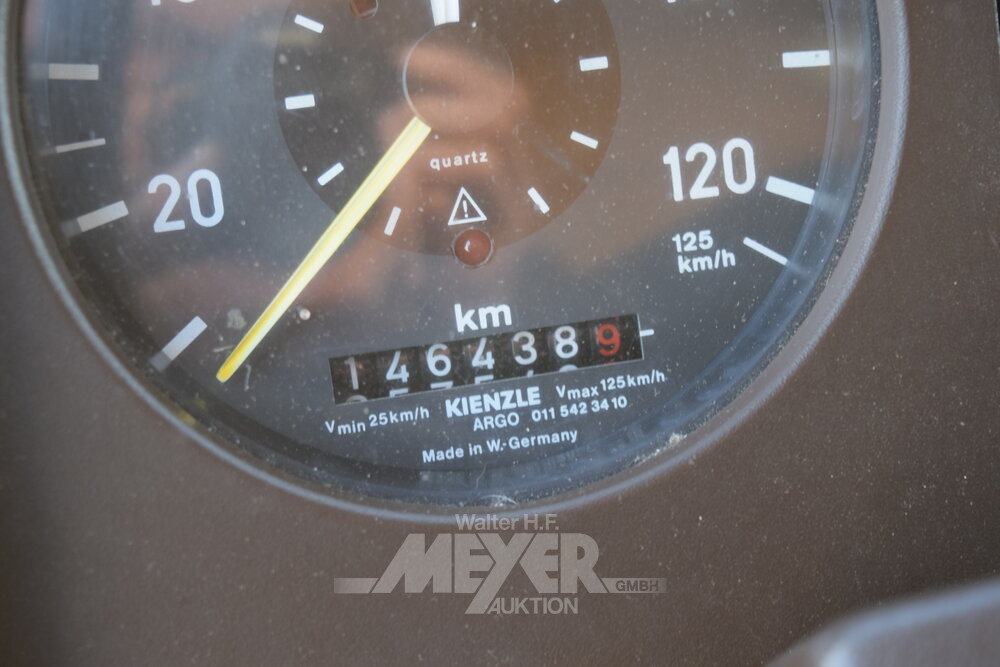 quartz
20
120
125
km/h
km
1464389
Vmin 25km/h KIENZLE Vmax 125km/h
ARGO 011 542 34 10
Made in W.-Germany
Walter H.F.
MEYER
GMBH
AUKTION